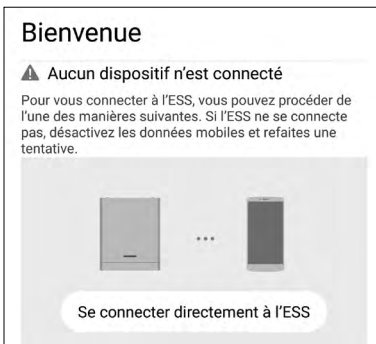 Bienvenue
Aucun dispositif n'est connecté
Pour vous connecter à l'ESS, vous pouvez procéder de
l'une des manières suivantes. Si l'ESS ne se connecte
pas, désactivez les données mobiles et refaites une
tentative.
Se connecter directement à l'ESS